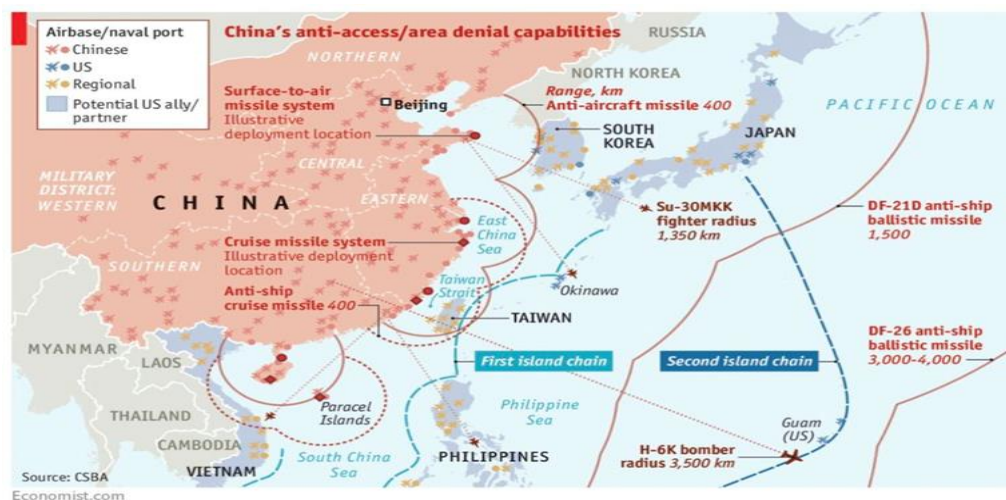 China's anti-access/area denial capabilities
Airbase/naval port
Chinese
US
Regional
Potential US ally/
partner
RUSSIA
NORTHERN
NORTH KOREA
Surface-to-air
missile system
Illustrative
deployment location
Beijing
Range, km
Anti-aircraft missile 400
SOUTH
KOREA
JAPAN
PACIFIC OCEAN
CENTRAL
MILITARY
DISTRICT:
WESTERN
CHINA
EASTERN
East
China
Sea
Su-30MKK
fighter radius
1,350 km
DF-21D anti-ship
ballistic missile
1,500
Cruise missile system
Illustrative deployment
location
SOUTHERN
Taiwan
Strait
Okinawa
Anti-ship
cruise missile 400
TAIWAN
MYANMAR
LAOS
First island chain
Second island chain
DF-26 anti-ship
ballistic missile
3,000-4,000
THAILAND
Paracel
Islands
Philippine
Sea
Guam
(US)
CAMBODIA
VIETNAM
South China
Sea
PHILIPPINES
H-6K bomber
radius 3,500 km
Source: CSBA
Economist.com